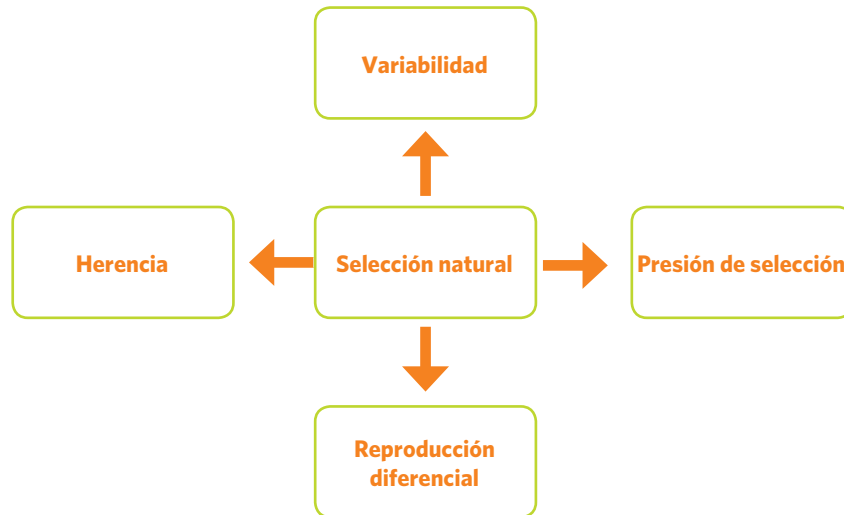 Variabilidad
Herencia
Selección natural
Presión de selección
Reproducción
diferencial